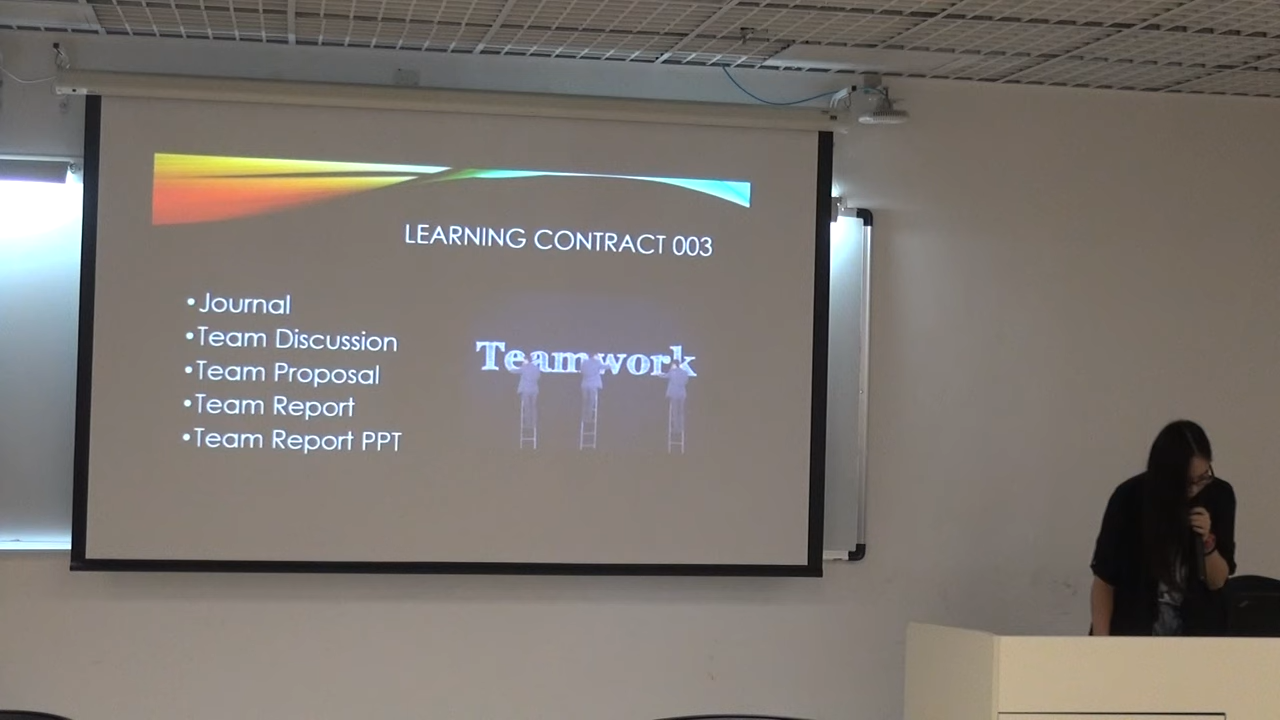 LEARNING CONTRACT 003
•Journal
•Team Discussion
•Team Proposal
•Team Report
•Team Report PPT
Teamwork